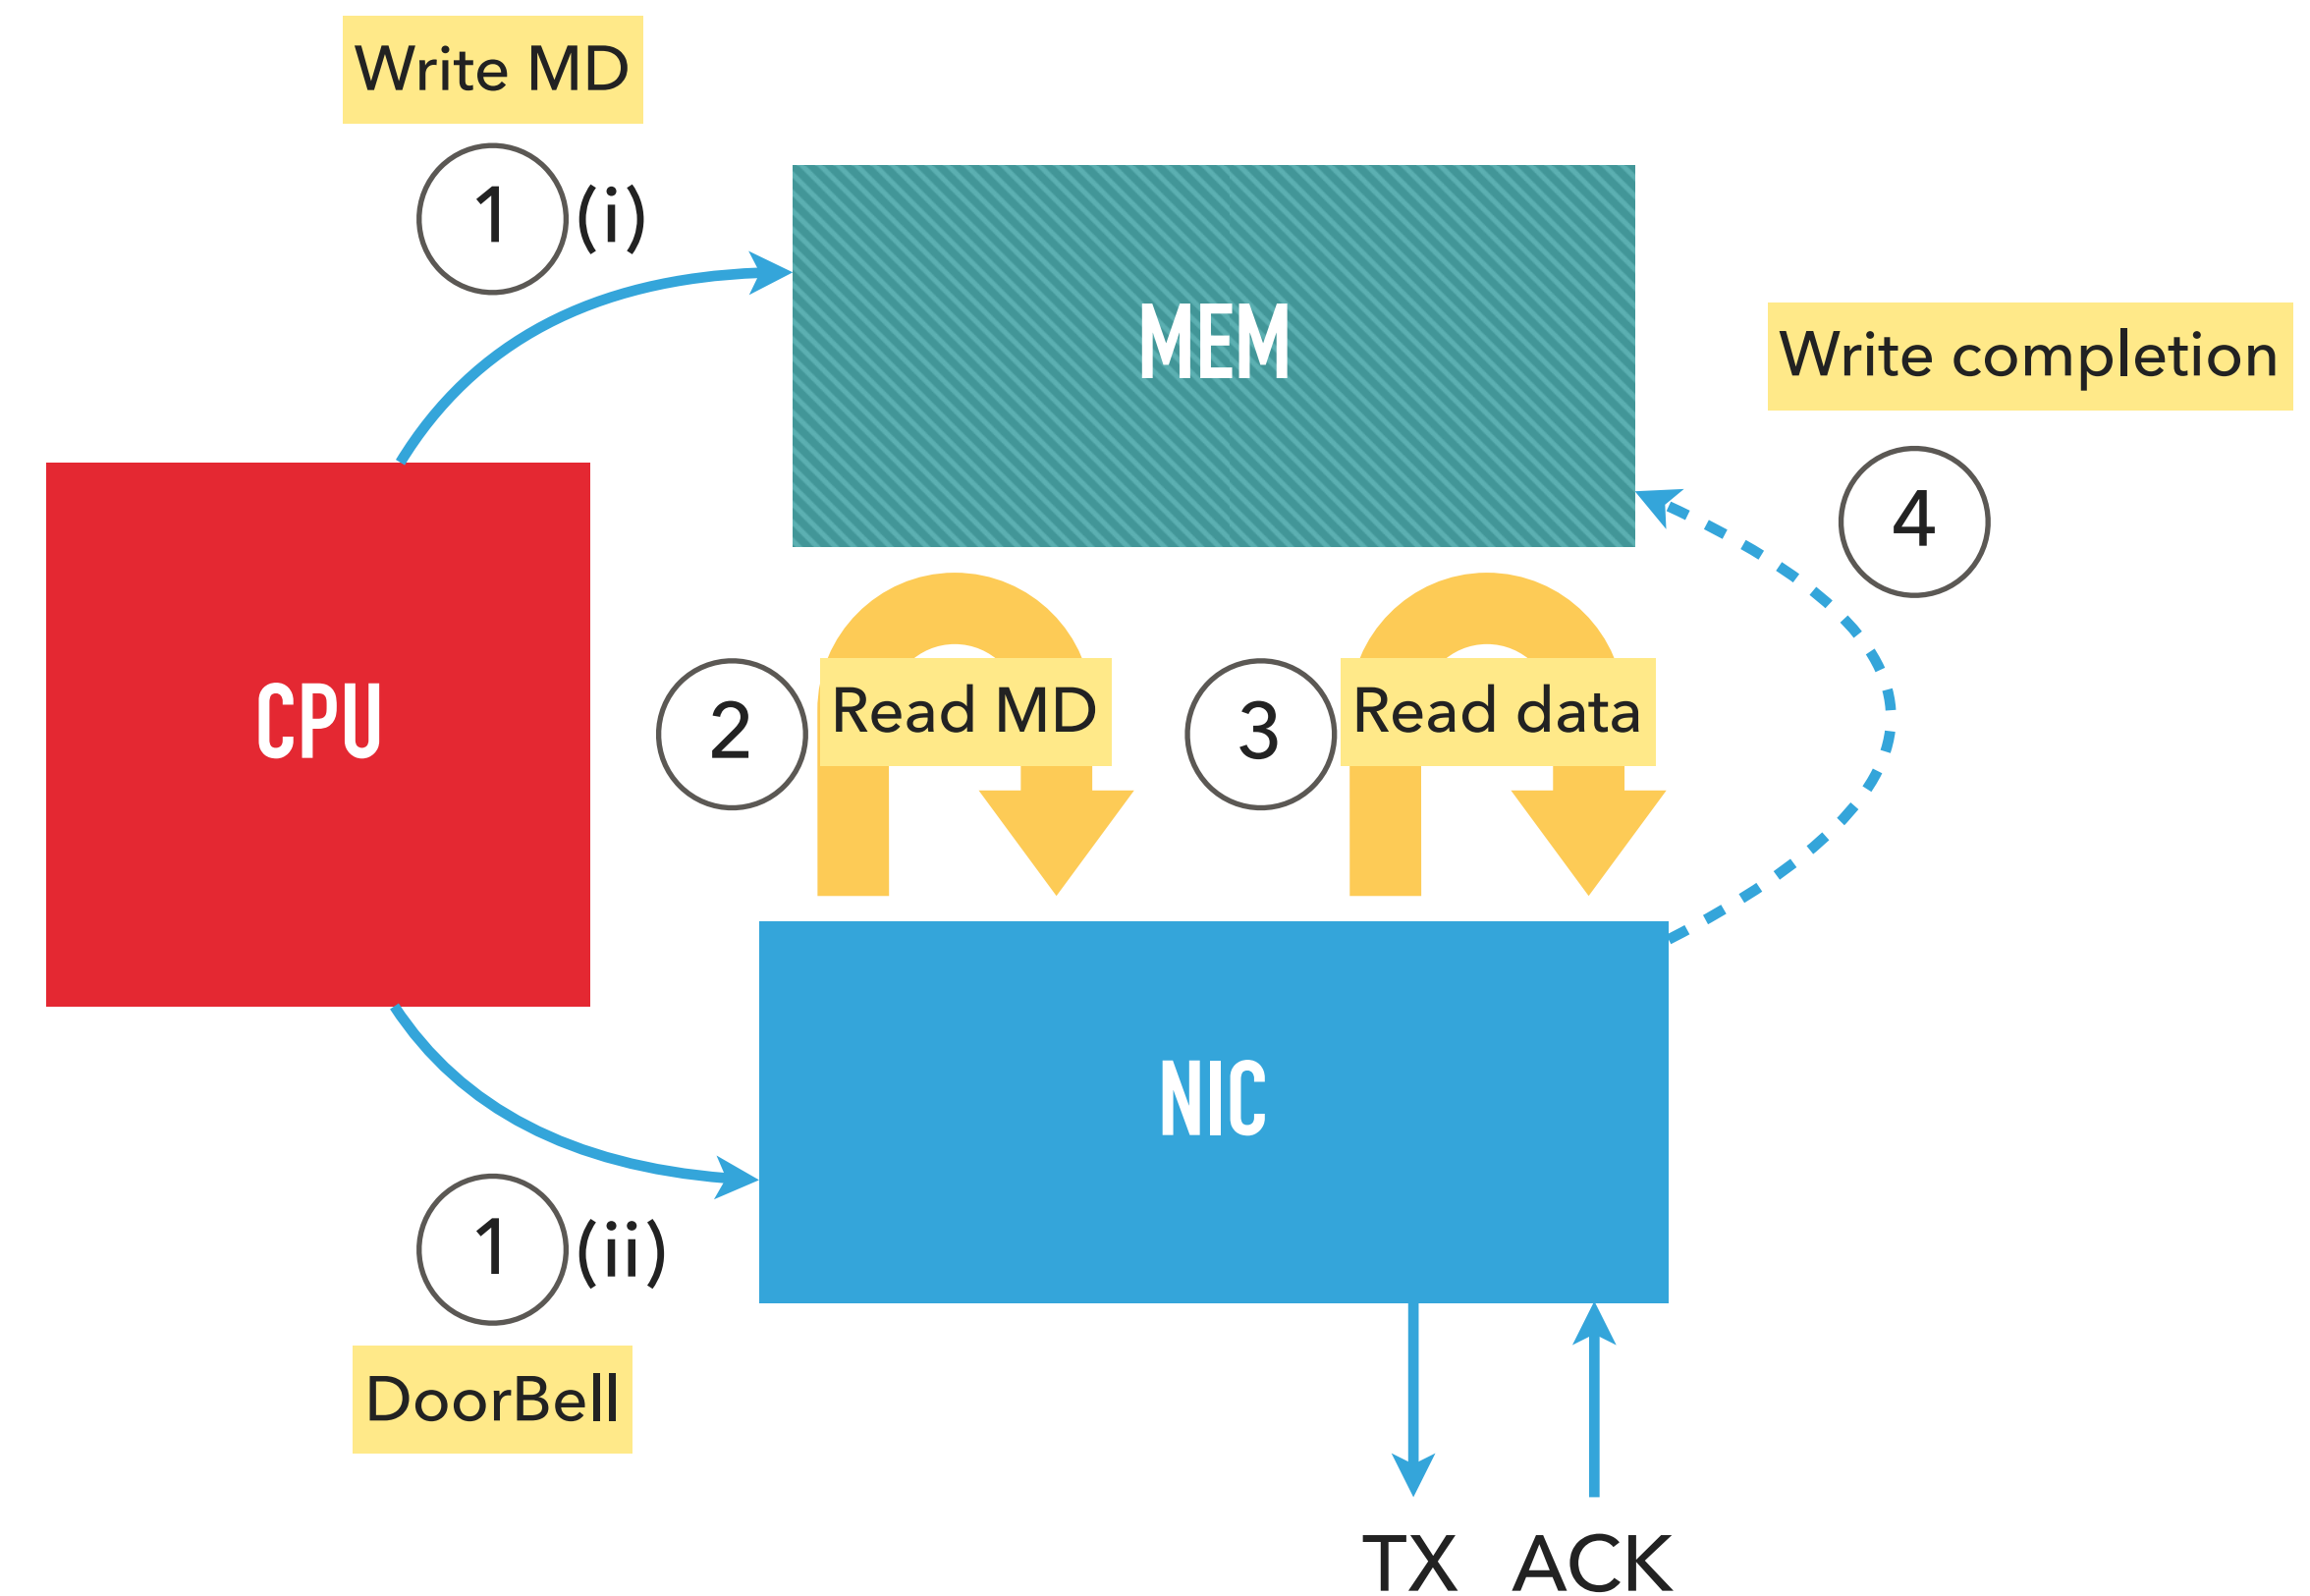 Write MD
1 (i)
MEM
Write completion
4
CPU
2
Read MD
3
Read data
NIC
1 (ii)
DoorBell
TX
ACK